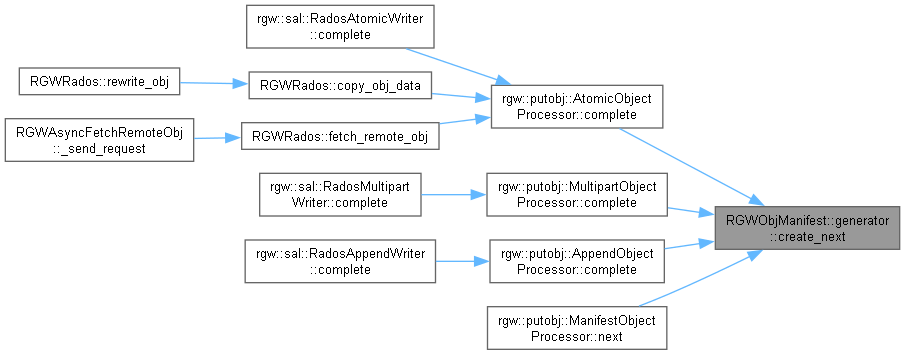 rgw::sal::RadosAtomicWriter
::complete
RGWRados::rewrite_obj
RGWRados::copy_obj_data
rgw::putobj::AtomicObject
Processor::complete
RGWAsyncFetchRemoteObj
::_send_request
RGWRados::fetch_remote_obj
rgw::sal::RadosMultipart
Writer::complete
rgw::putobj::MultipartObject
Processor::complete
RGWObjManifest::generator
::create_next
rgw::sal::RadosAppendWriter
::complete
rgw::putobj::AppendObject
Processor::complete
rgw::putobj::ManifestObject
Processor::next